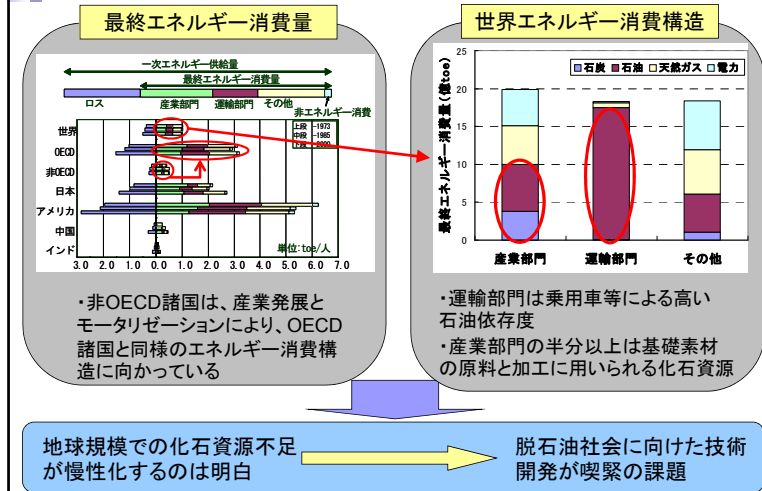 最終エネルギー消費量
一次エネルギー供給量
最終エネルギー消費量
ロス
産業部門
運輸部門
その他
非エネルギー消費
上段 -1973
中段 -1985
下段 -2000
世界
OECD
非OECD
日本
アメリカ
中国
インド
単位:toe/人
3.0 2.0 1.0 0.0 1.0 2.0 3.0 4.0 5.0 6.0 7.0
・非OECD諸国は、産業発展と
モータリゼーションにより、OECD
諸国と同様のエネルギー消費構
造に向かっている
世界エネルギー消費構造
最終エネルギー消費量(億toe)
25
20
15
10
5
0
石炭 石油 天然ガス 電力
産業部門 運輸部門 その他
・運輸部門は乗用車等による高い
石油依存度
・産業部門の半分以上は基礎素材
の原料と加工に用いられる化石資源
地球規模での化石資源不足
が慢性化するのは明白
脱石油社会に向けた技術
開発が喫緊の課題